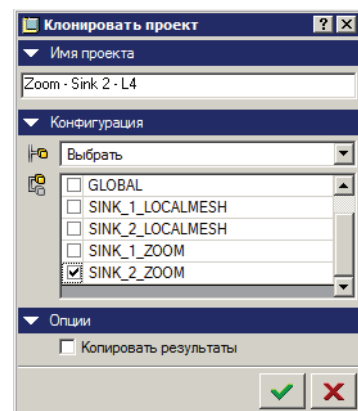 Клонировать проект
Имя проекта
Zoom - Sink 2 - L4
Конфигурация
Выбрать
GLOBAL
SINK_1_LOCALMESH
SINK_2_LOCALMESH
SINK_1_ZOOM
SINK_2_ZOOM
Опции
Копировать результаты